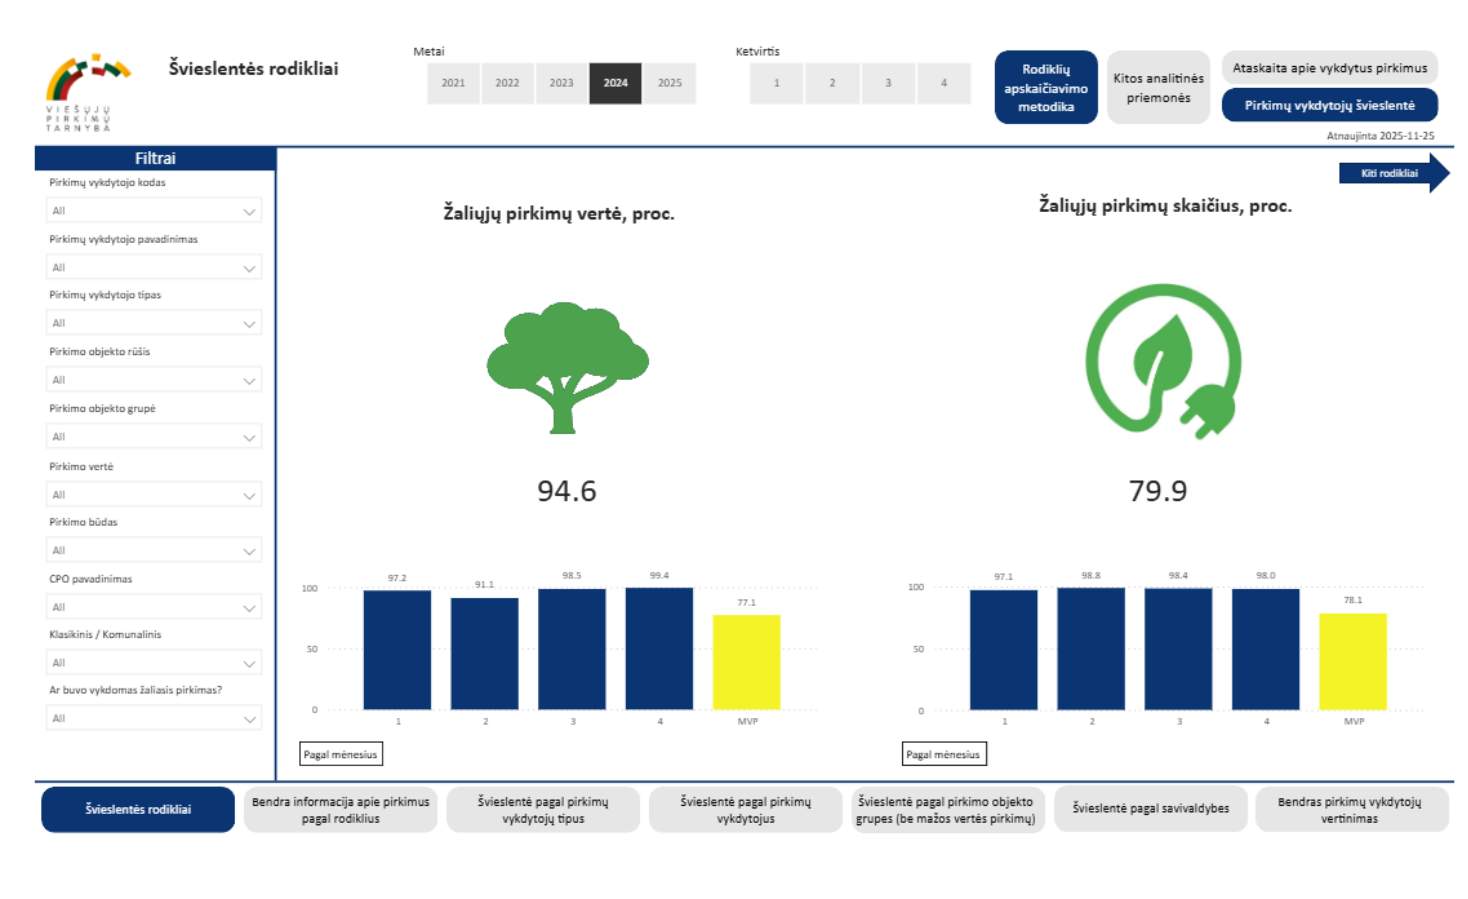 VIEŠŲJŲ
PIRKIMŲ
TARNYBA
Švieslentės rodikliai
Metai
2021 2022 2023 2024 2025
Ketvirtis
1 2 3 4
Rodiklių
apskaičiavimo
metodika
Kitos analitinės
priemonės
Ataskaita apie vykdytus pirkimus
Pirkimų vykdytojų švieslentė
Atnaujinta 2025-11-25
Filtrai
Pirkimų vykdytojo kodas
All
Pirkimų vykdytojo pavadinimas
All
Pirkimų vykdytojo tipas
All
Pirkimo objekto rūšis
All
Pirkimo objekto grupė
All
Pirkimo vertė
All
Pirkimo būdas
All
CPO pavadinimas
All
Klasikinis / Komunalinis
All
Ar buvo vykdomas žaliasis pirkimas?
All
Kiti rodikliai
Žaliųjų pirkimų vertė, proc.
94.6
100
50
0
97.2 91.1 98.5 99.4 77.1
1 2 3 4 MVP
Pagal mėnesius
Žaliųjų pirkimų skaičius, proc.
79.9
100
50
0
97.1 98.8 98.4 98.0 78.1
1 2 3 4 MVP
Pagal mėnesius
Švieslentės rodikliai
Bendra informacija apie pirkimus
pagal rodiklius
Švieslentė pagal pirkimų
vykdytojų tipus
Švieslentė pagal pirkimų
vykdytojus
Švieslentė pagal pirkimo objekto
grupes (be mažos vertės pirkimų)
Švieslentė pagal savivaldybes
Bendras pirkimų vykdytojų
vertinimas